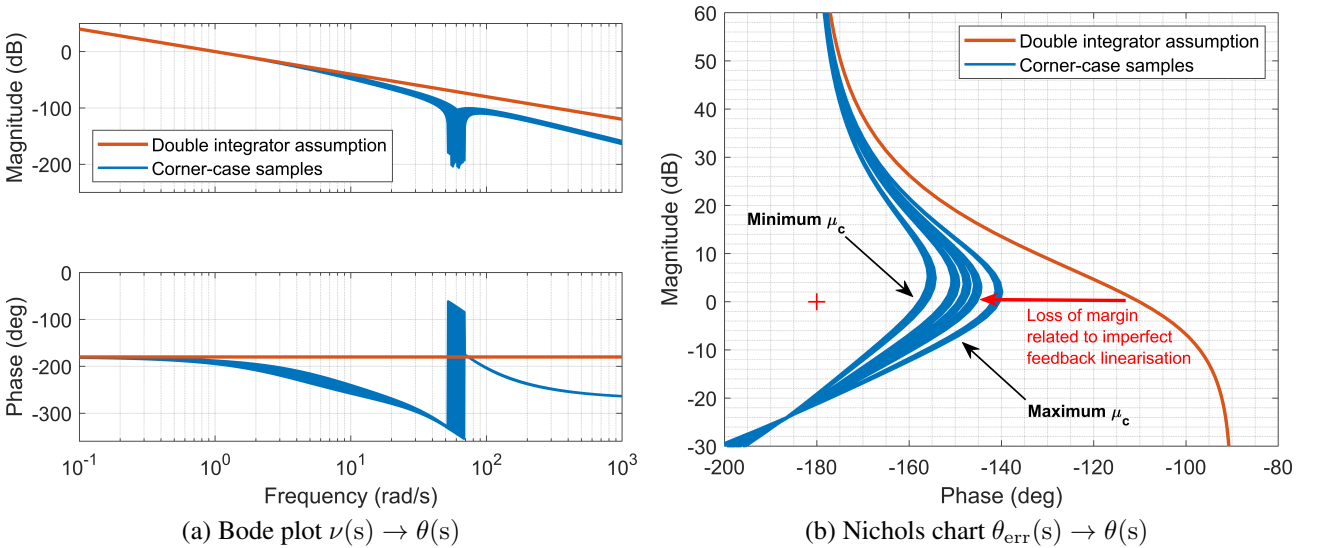 0
-100
-200
Magnitude (dB)
Double integrator assumption
Corner-case samples
0
-100
-200
-300
Phase (deg)
10^-1
10^0
10^1
10^2
10^3
Frequency (rad/s)
(a) Bode plot ν(s) → θ(s)
60
50
40
30
20
10
0
-10
-20
-30
Magnitude (dB)
Double integrator assumption
Corner-case samples
Minimum μ_c
Loss of margin
related to imperfect
feedback linearisation
Maximum μ_c
-200
-180
-160
-140
-120
-100
-80
Phase (deg)
(b) Nichols chart θ_err(s) → θ(s)